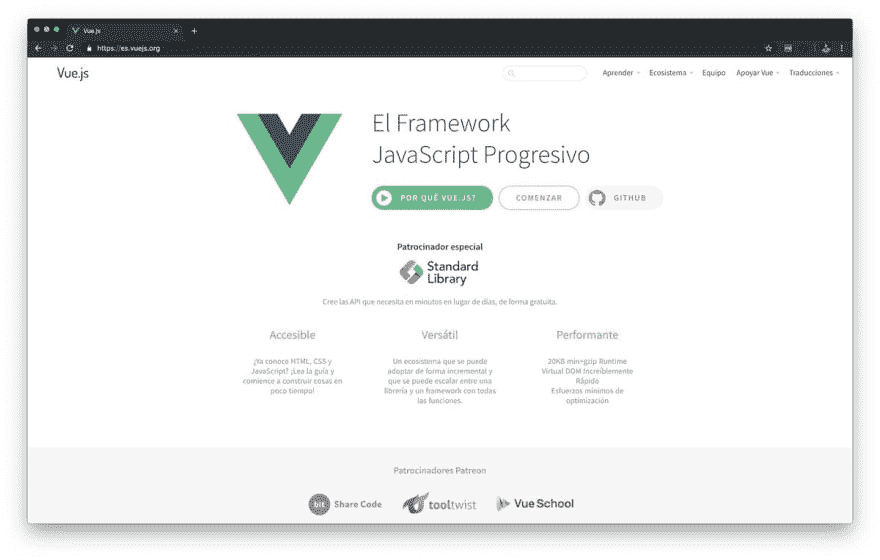 Vue.js
https://es.vuejs.org
Vue.js
Aprender
Ecosistema
Equipo
Apoyar Vue
Traducciones
El Framework
JavaScript Progresivo
POR QUÉ VUE.JS?
COMENZAR
GITHUB
Patrocinador especial
Standard
Library
Cree las API que necesita en minutos en lugar de días, de forma gratuita.
Accesible
¿Ya conoce HTML, CSS y
JavaScript? ¡Lea la guía y
comience a construir cosas en
poco tiempo!
Versátil
Un ecosistema que se puede
adoptar de forma incremental y
que se puede escalar entre una
librería y un framework con todas
las funciones.
Performante
20KB min+gzip Runtime
Virtual DOM Increíblemente
Rápido
Esfuerzos mínimos de
optimización
Patrocinadores Patreon
bit
Share Code
tooltwist
Vue School